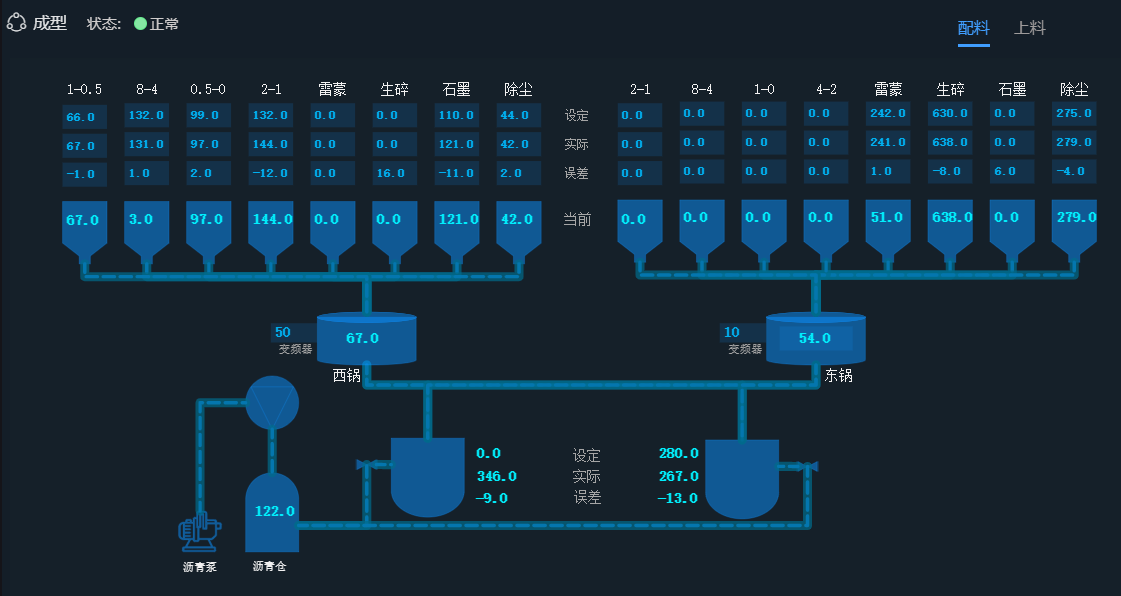 成型 状态: 正常
配料 上料
1-0.5 8-4 0.5-0 2-1 雷蒙 生碎 石墨 除尘 2-1 8-4 1-0 4-2 雷蒙 生碎 石墨 除尘
66.0 132.0 99.0 132.0 0.0 0.0 110.0 44.0 设定 0.0 0.0 0.0 0.0 242.0 630.0 0.0 275.0
67.0 131.0 97.0 144.0 0.0 0.0 121.0 42.0 实际 0.0 0.0 0.0 0.0 241.0 638.0 0.0 279.0
-1.0 1.0 2.0 -12.0 0.0 16.0 -11.0 2.0 误差 0.0 0.0 0.0 0.0 1.0 -8.0 6.0 -4.0
67.0 3.0 97.0 144.0 0.0 0.0 121.0 42.0 当前 0.0 0.0 0.0 0.0 51.0 638.0 0.0 279.0
50 67.0 10 54.0
变频器 变频器
西锅 东锅
0.0 设定 280.0
346.0 实际 267.0
-9.0 误差 -13.0
122.0
沥青泵 沥青仓